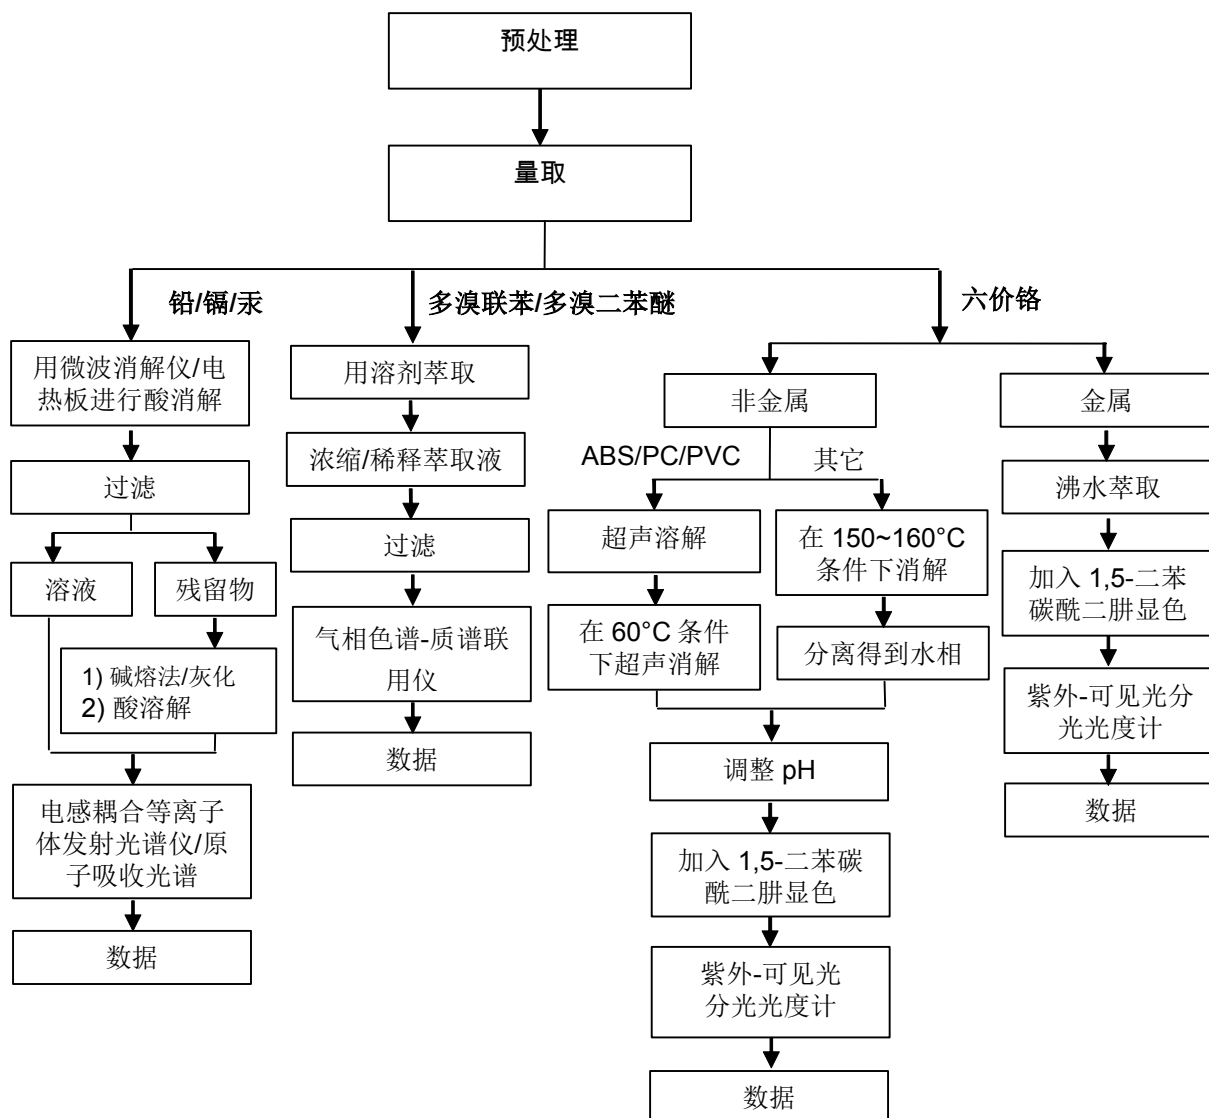 预处理
量取
铅/镉/汞
用微波消解仪/电
热板进行酸消解
过滤
溶液
残留物
1) 碱熔法/灰化
2) 酸溶解
电感耦合等离子
体发射光谱仪/原
子吸收光谱
数据
多溴联苯/多溴二苯醚
用溶剂萃取
浓缩/稀释萃取液
过滤
气相色谱-质谱联
用仪
数据
六价铬
非金属
ABS/PC/PVC
超声溶解
在 60°C 条件
下超声消解
其它
在 150~160°C
条件下消解
分离得到水相
调整 pH
加入 1,5-二苯碳
酰二肼显色
紫外-可见光
分光光度计
数据
金属
沸水萃取
加入 1,5-二苯
碳酰二肼显色
紫外-可见光分
光光度计
数据